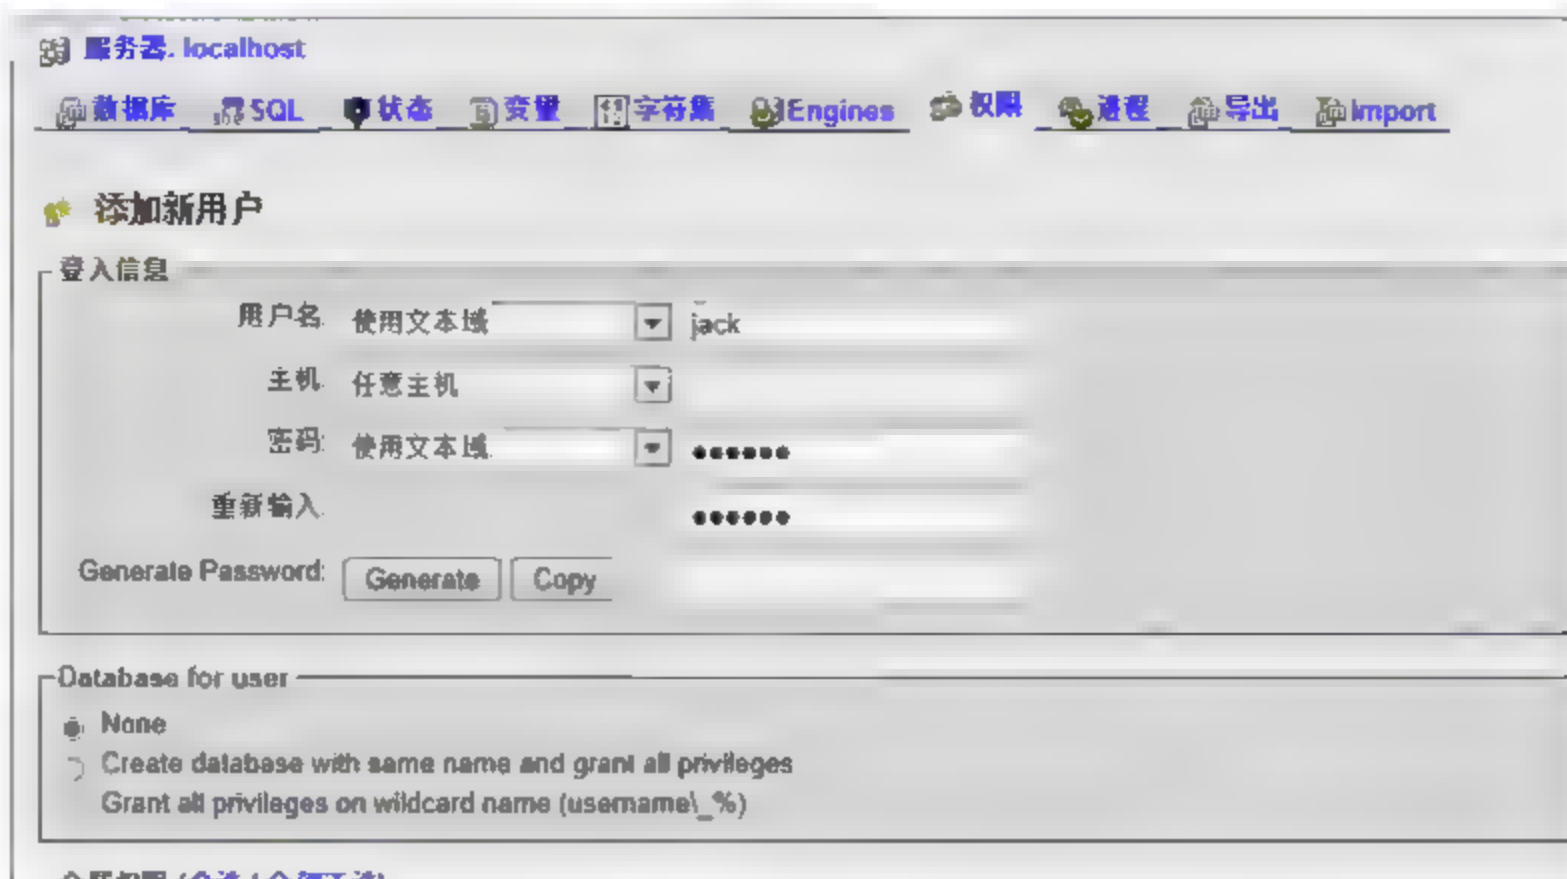 服务器. localhost
数据库 SQL 状态 变量 字符集 Engines 权限 进程 导出 Import
添加新用户
登入信息
用户名: 使用文本域 jack
主机: 任意主机
密码: 使用文本域: ••••••
重新输入: ••••••
Generate Password: Generate Copy
Database for user
None
Create database with same name and grant all privileges
Grant all privileges on wildcard name (username\_%)